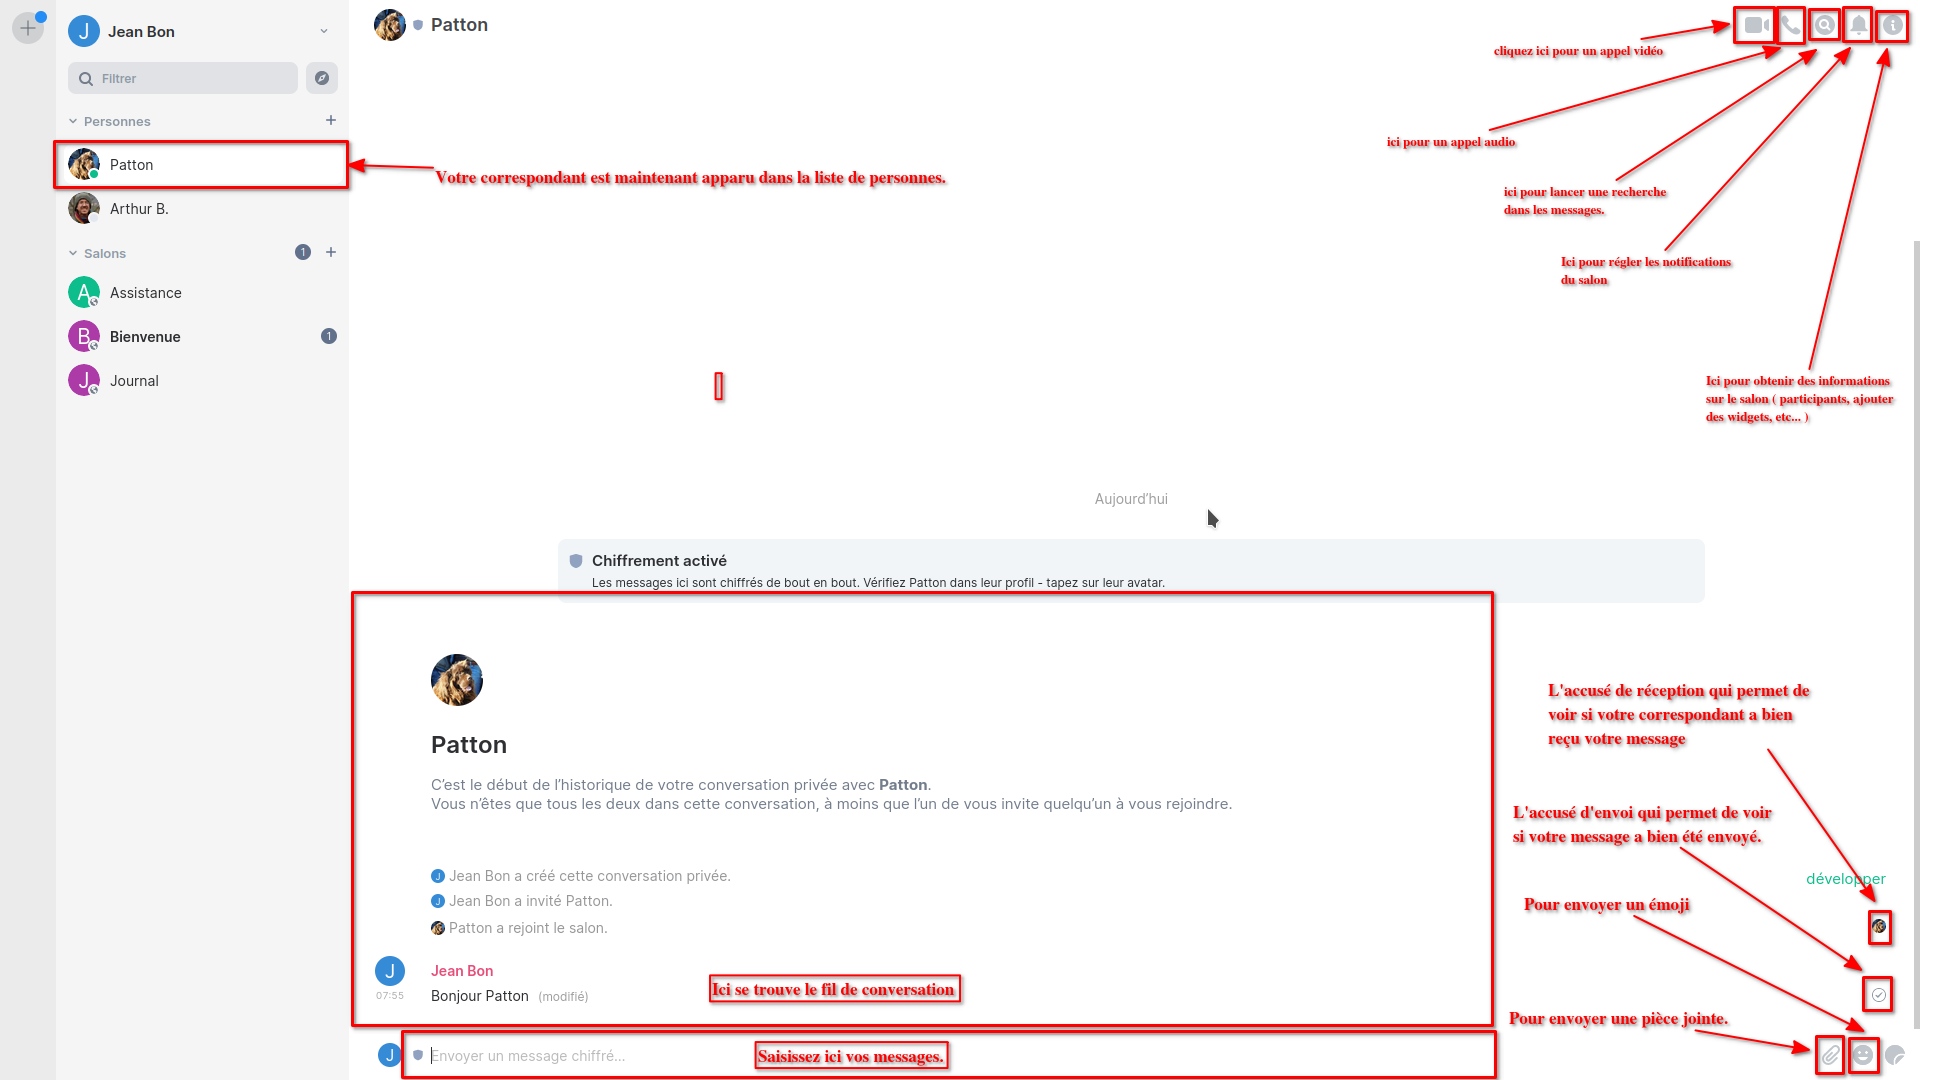 J Jean Bon
Filtrer
Personnes
Patton
Arthur B.
Salons 1
A Assistance
B Bienvenue 1
J Journal
Patton
cliquez ici pour un appel vidéo
ici pour un appel audio
Votre correspondant est maintenant apparu dans la liste de personnes.
ici pour lancer une recherche
dans les messages.
Ici pour régler les notifications
du salon
Ici pour obtenir des informations
sur le salon ( participants, ajouter
des widgets, etc... )
Aujourd’hui
Chiffrement activé
Les messages ici sont chiffrés de bout en bout. Vérifiez Patton dans leur profil - tapez sur leur avatar.
Patton
C’est le début de l’historique de votre conversation privée avec Patton.
Vous n’êtes que tous les deux dans cette conversation, à moins que l’un de vous invite quelqu’un à vous rejoindre.
J Jean Bon a créé cette conversation privée.
J Jean Bon a invité Patton.
Patton a rejoint le salon.
J Jean Bon
07:55 Bonjour Patton (modifié)
Ici se trouve le fil de conversation
J Envoyer un message chiffré...
Saisissez ici vos messages.
L'accusé de réception qui permet de
voir si votre correspondant a bien
reçu votre message
L'accusé d'envoi qui permet de voir
si votre message a bien été envoyé.
développer
Pour envoyer un émoji
Pour envoyer une pièce jointe.